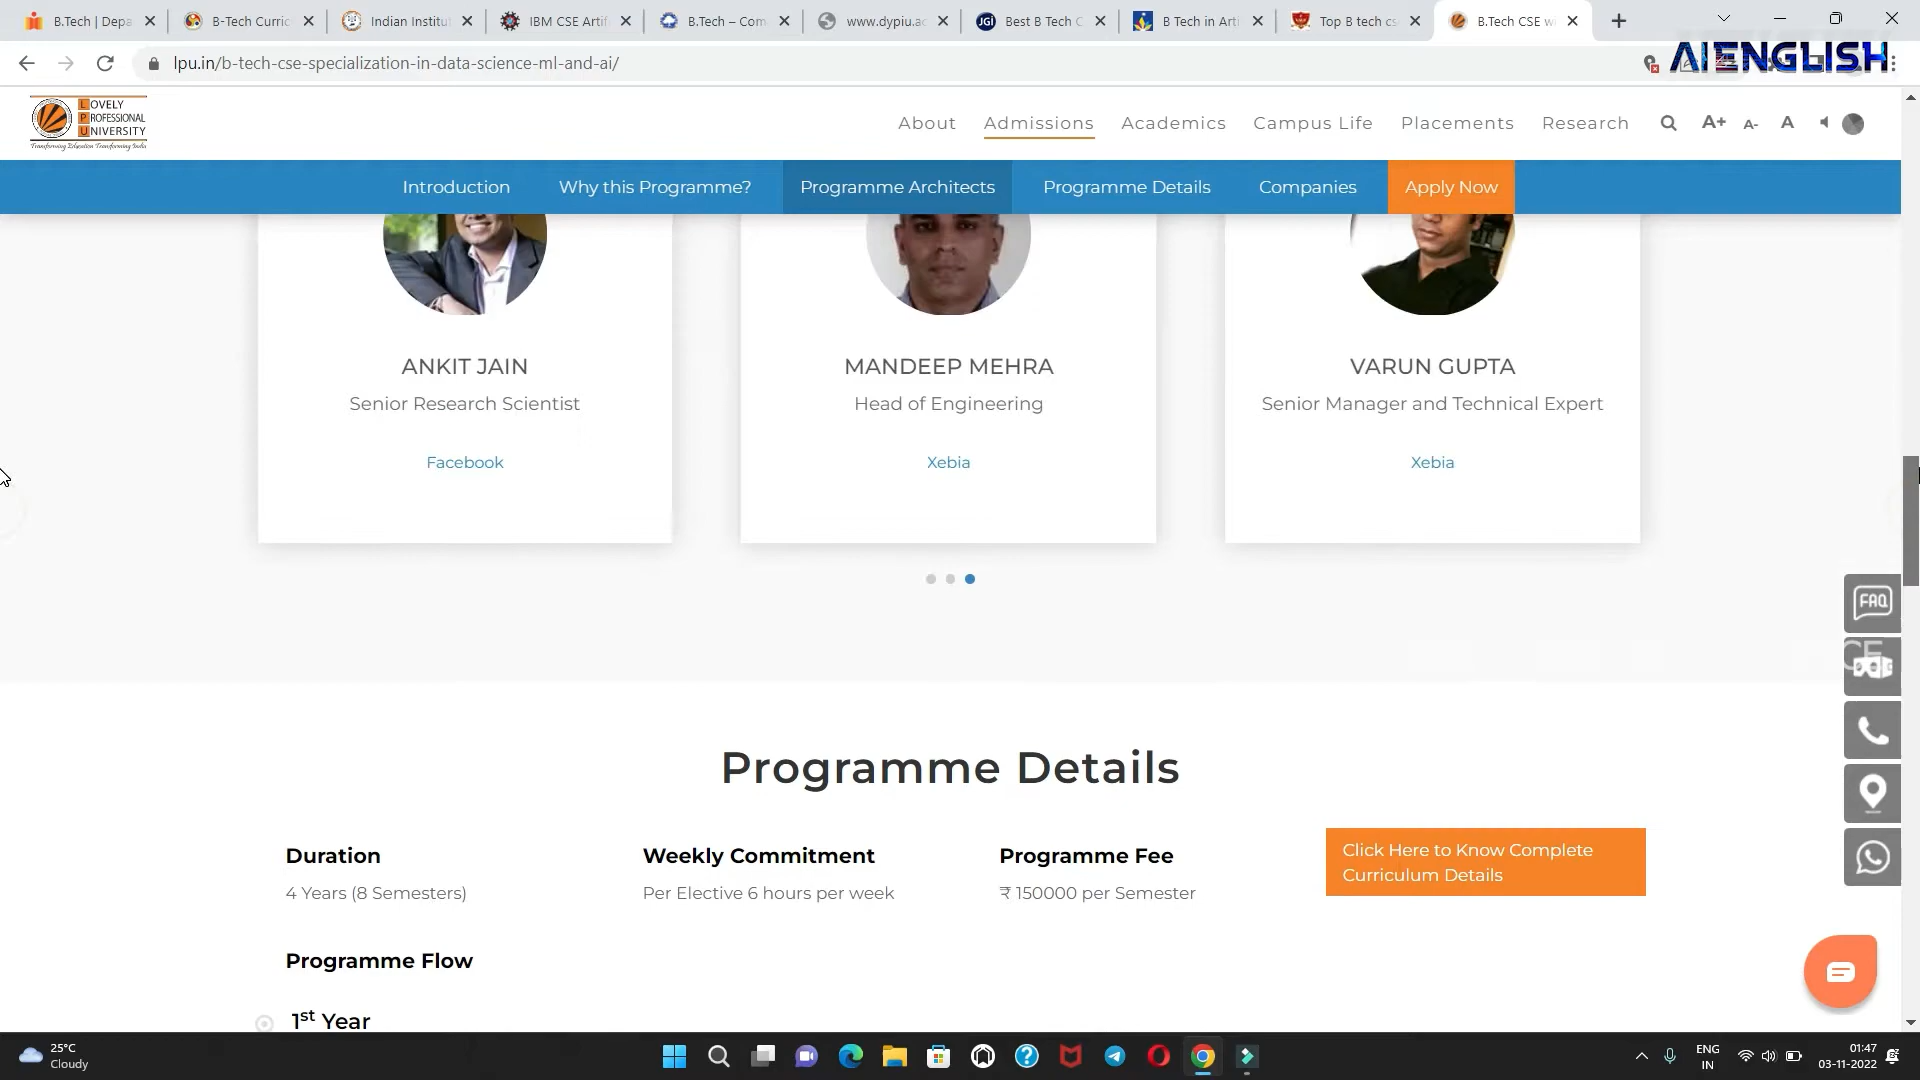 B.Tech | Depa
B-Tech Curric
Indian Institu
IBM CSE Artif
B.Tech – Com
www.dypiu.ac
JGi
Best B Tech C
B Tech in Arti
Top B tech cs
B.Tech CSE wi
lpu.in/b-tech-cse-specialization-in-data-science-ml-and-ai/
AIENGLISH
LOVELY
PROFESSIONAL
UNIVERSITY
Transforming Education Transforming India
About
Admissions
Academics
Campus Life
Placements
Research
A+
A-
A
Introduction
Why this Programme?
Programme Architects
Programme Details
Companies
Apply Now
ANKIT JAIN
Senior Research Scientist
Facebook
MANDEEP MEHRA
Head of Engineering
Xebia
VARUN GUPTA
Senior Manager and Technical Expert
Xebia
FAQ
Programme Details
Duration
4 Years (8 Semesters)
Weekly Commitment
Per Elective 6 hours per week
Programme Fee
₹ 150000 per Semester
Click Here to Know Complete
Curriculum Details
Programme Flow
1st Year
25°C
Cloudy
ENG
IN
01:47
03-11-2022